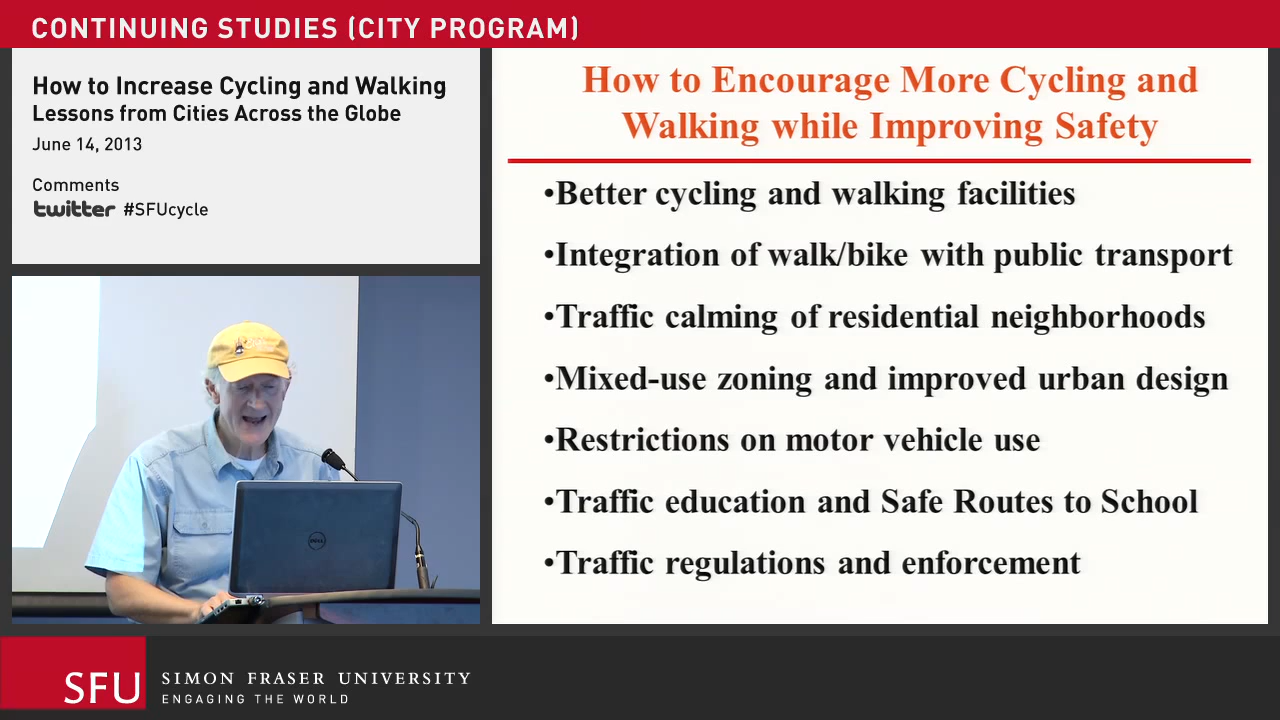 CONTINUING STUDIES (CITY PROGRAM)
How to Increase Cycling and Walking
Lessons from Cities Across the Globe
June 14, 2013
Comments
twitter #SFUcycle
How to Encourage More Cycling and
Walking while Improving Safety
•Better cycling and walking facilities
•Integration of walk/bike with public transport
•Traffic calming of residential neighborhoods
•Mixed-use zoning and improved urban design
•Restrictions on motor vehicle use
•Traffic education and Safe Routes to School
•Traffic regulations and enforcement
DELL
SFU SIMON FRASER UNIVERSITY
ENGAGING THE WORLD